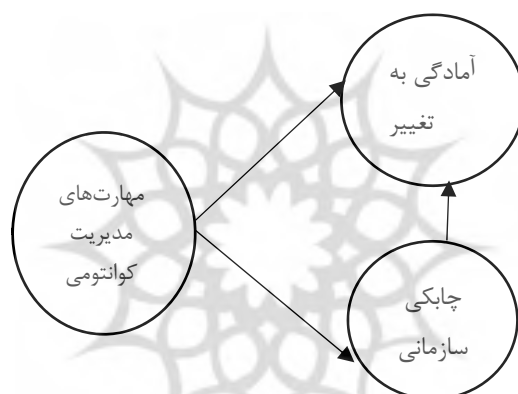 آمادگی به
تغییر
مهارت‌های
مدیریت
کوانتومی
چابکی
سازمانی